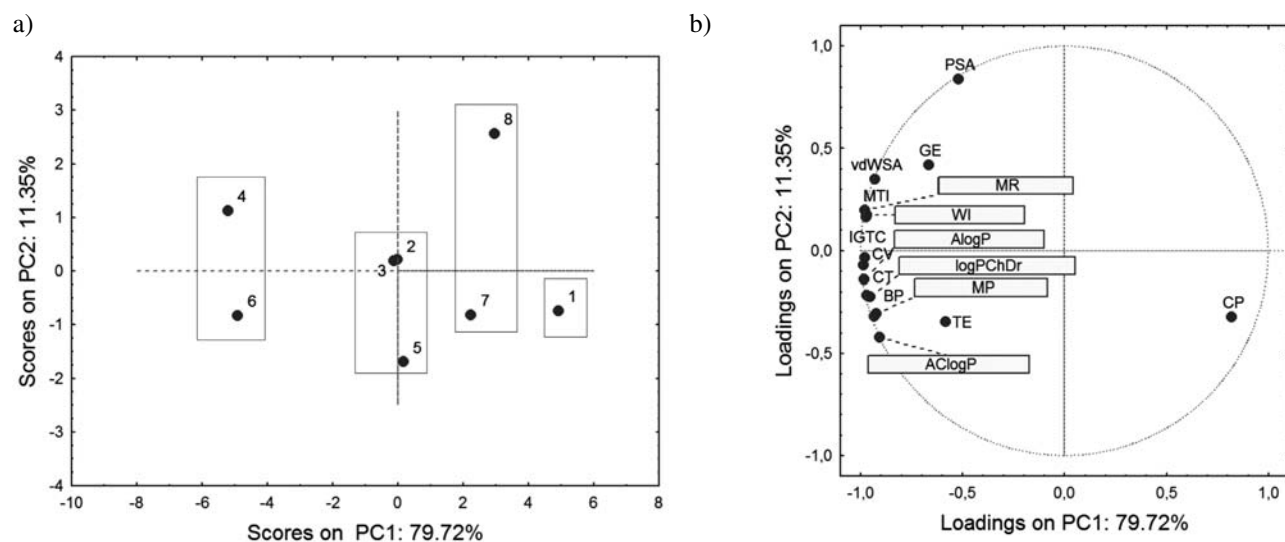 a)
4
3
2
1
0
-1
-2
-3
-4
-10 -8 -6 -4 -2 0 2 4 6 8
Scores on PC2: 11.35%
Scores on PC1: 79.72%
8
4
2
3
6
7
1
5
b)
1,0
0,5
0,0
-0,5
-1,0
-1,0 -0,5 0,0 0,5 1,0
Loadings on PC2: 11.35%
Loadings on PC1: 79.72%
PSA
GE
vdWSA
MR
MTI
WI
IGTC
AlogP
CV
logPChDr
CT
MP
BP
TE
CP
AClogP